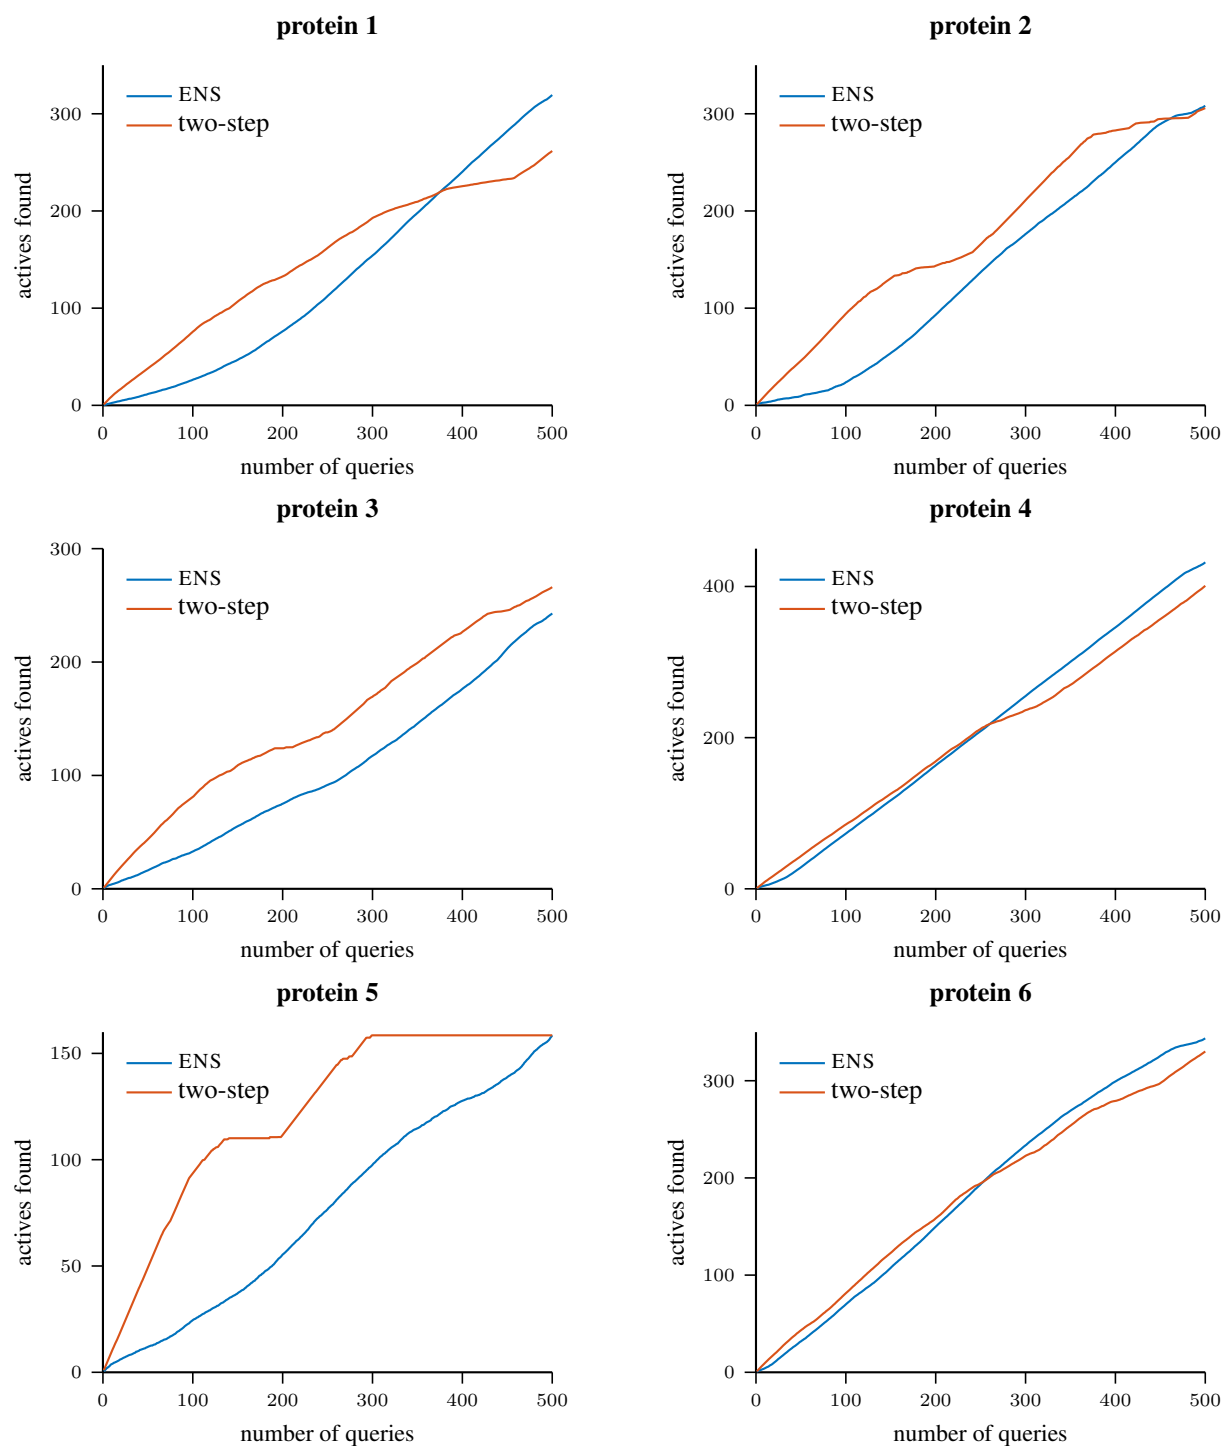 protein 1
ENS
two-step
actives found
300
200
100
0
0 100 200 300 400 500
number of queries
protein 2
ENS
two-step
actives found
300
200
100
0
0 100 200 300 400 500
number of queries
protein 3
ENS
two-step
actives found
300
200
100
0
0 100 200 300 400 500
number of queries
protein 4
ENS
two-step
actives found
400
200
0
0 100 200 300 400 500
number of queries
protein 5
ENS
two-step
actives found
150
100
50
0
0 100 200 300 400 500
number of queries
protein 6
ENS
two-step
actives found
300
200
100
0
0 100 200 300 400 500
number of queries